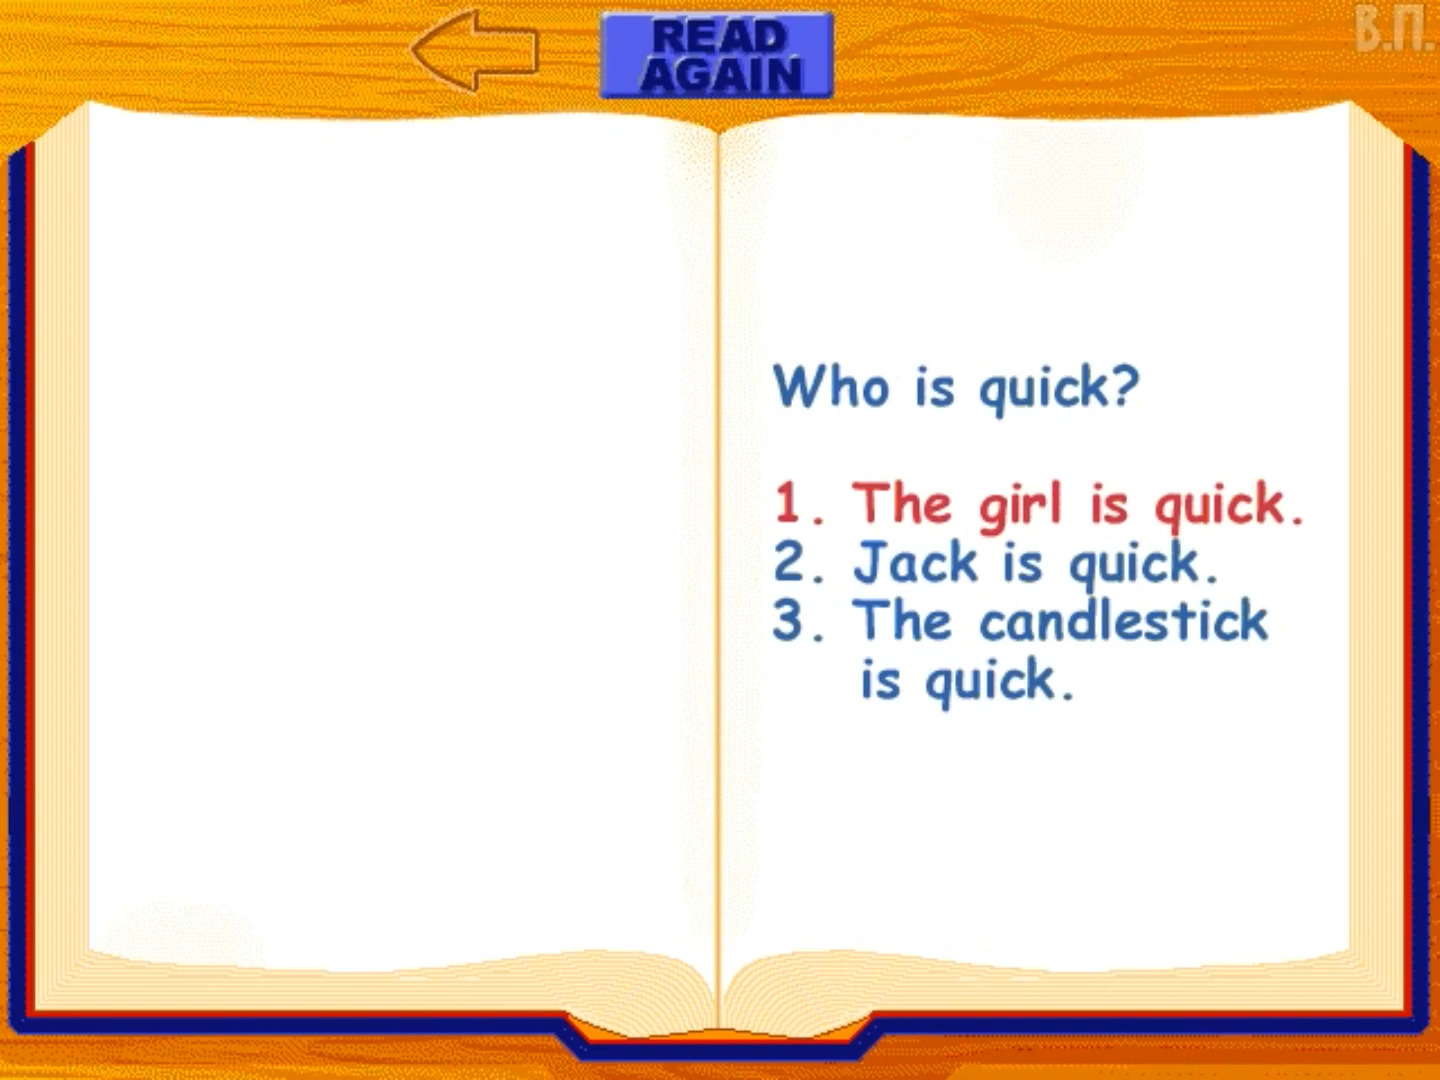 READ
AGAIN
В.П.
Who is quick?
1. The girl is quick.
2. Jack is quick.
3. The candlestick
is quick.